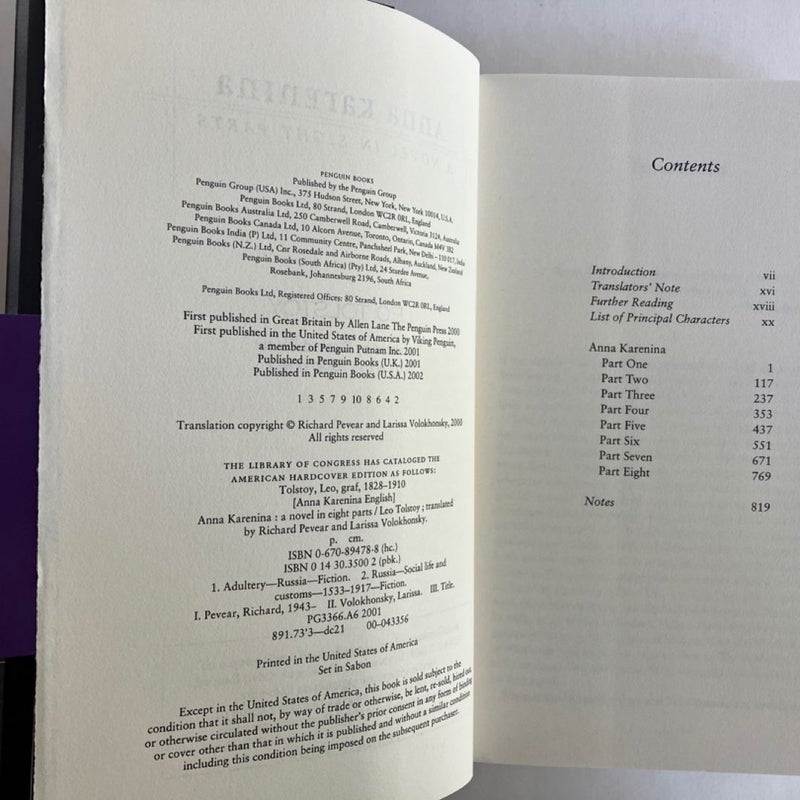 PENGUIN BOOKS
Published by the Penguin Group
Penguin Group (USA) Inc., 375 Hudson Street, New York, New York 10014, U.S.A.
Penguin Books Ltd, 80 Strand, London WC2R 0RL, England
Penguin Books Australia Ltd, 250 Camberwell Road, Camberwell, Victoria 3124, Australia
Penguin Books Canada Ltd, 10 Alcorn Avenue, Toronto, Ontario, Canada M4V 3B2
Penguin Books India (P) Ltd, 11 Community Centre, Panchsheel Park, New Delhi – 110 017, India
Penguin Books (N.Z.) Ltd, Cnr Rosedale and Airborne Roads, Albany, Auckland, New Zealand
Penguin Books (South Africa) (Pty) Ltd, 24 Sturdee Avenue,
Rosebank, Johannesburg 2196, South Africa
Penguin Books Ltd, Registered Offices: 80 Strand, London WC2R 0RL, England
First published in Great Britain by Allen Lane The Penguin Press 2000
First published in the United States of America by Viking Penguin,
a member of Penguin Putnam Inc. 2001
Published in Penguin Books (U.K.) 2001
Published in Penguin Books (U.S.A.) 2002
1 3 5 7 9 10 8 6 4 2
Translation copyright © Richard Pevear and Larissa Volokhonsky, 2000
All rights reserved
THE LIBRARY OF CONGRESS HAS CATALOGED THE
AMERICAN HARDCOVER EDITION AS FOLLOWS:
Tolstoy, Leo, graf, 1828–1910
[Anna Karenina English]
Anna Karenina : a novel in eight parts / Leo Tolstoy ; translated
by Richard Pevear and Larissa Volokhonsky.
p. cm.
ISBN 0-670-89478-8 (hc.)
ISBN 0 14 30.3500 2 (pbk.)
1. Adultery—Russia—Fiction. 2. Russia—Social life and
customs—1533–1917—Fiction.
I. Pevear, Richard, 1943– II. Volokhonsky, Larissa. III. Title.
PG3366.A6 2001
891.73'3—dc21 00-043356
Printed in the United States of America
Set in Sabon
Except in the United States of America, this book is sold subject to the
condition that it shall not, by way of trade or otherwise, be lent, re-sold, hired out,
or otherwise circulated without the publisher's prior consent in any form of binding
or cover other than that in which it is published and without a similar condition
including this condition being imposed on the subsequent purchaser.
Contents
Introduction vii
Translators' Note xvi
Further Reading xviii
List of Principal Characters xx
Anna Karenina
Part One 1
Part Two 117
Part Three 237
Part Four 353
Part Five 437
Part Six 551
Part Seven 671
Part Eight 769
Notes 819